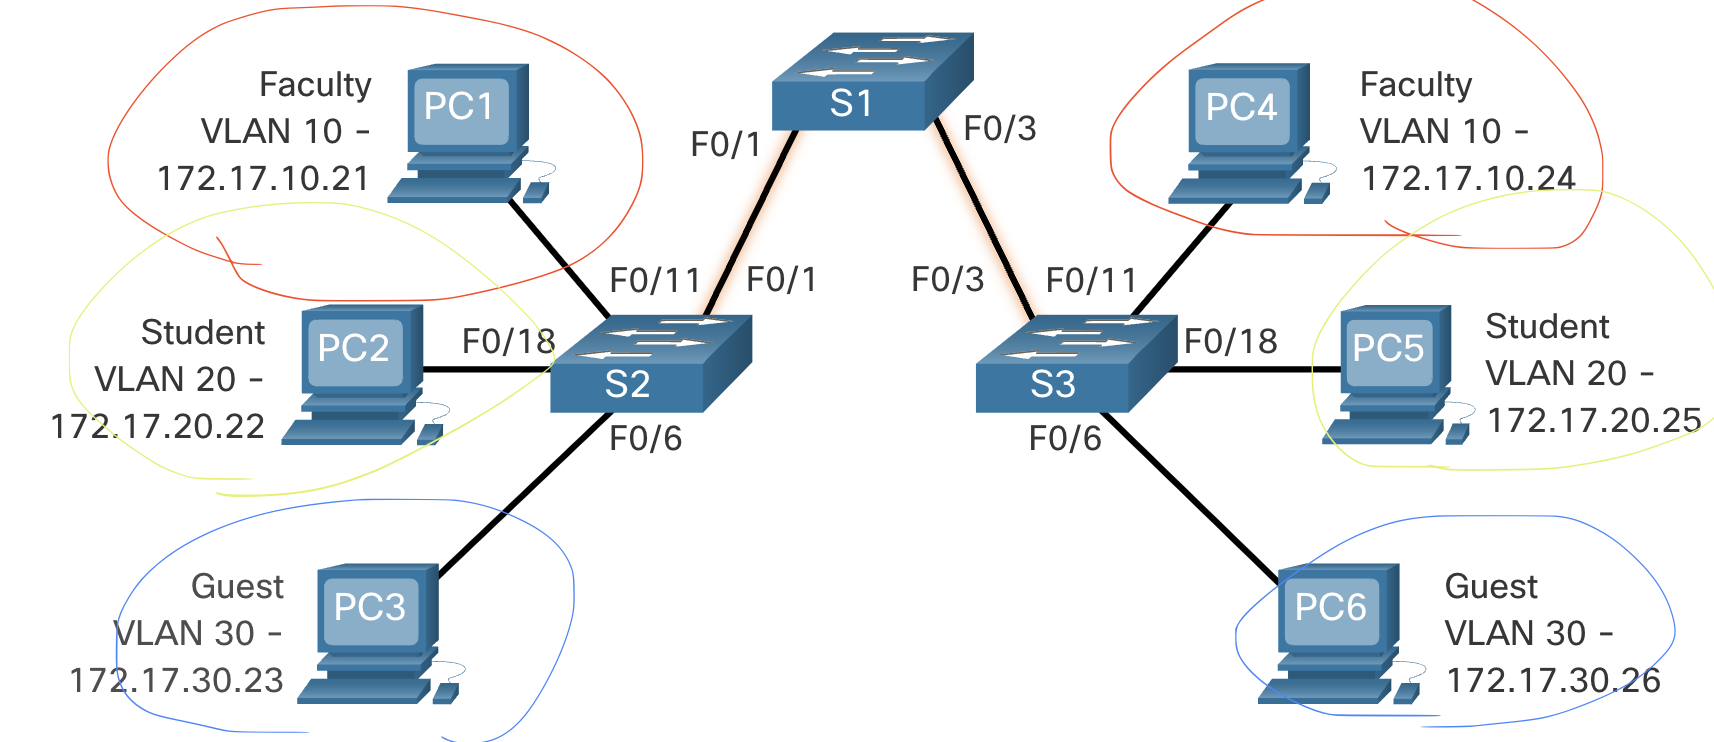 Faculty
VLAN 10 -
172.17.10.21
PC1
S1
F0/1
F0/3
PC4
Faculty
VLAN 10 -
172.17.10.24
F0/11
F0/1
F0/3
F0/11
Student
VLAN 20 -
172.17.20.22
PC2
F0/18
S2
F0/6
S3
F0/18
F0/6
PC5
Student
VLAN 20 -
172.17.20.25
Guest
VLAN 30 -
172.17.30.23
PC3
PC6
Guest
VLAN 30 -
172.17.30.26